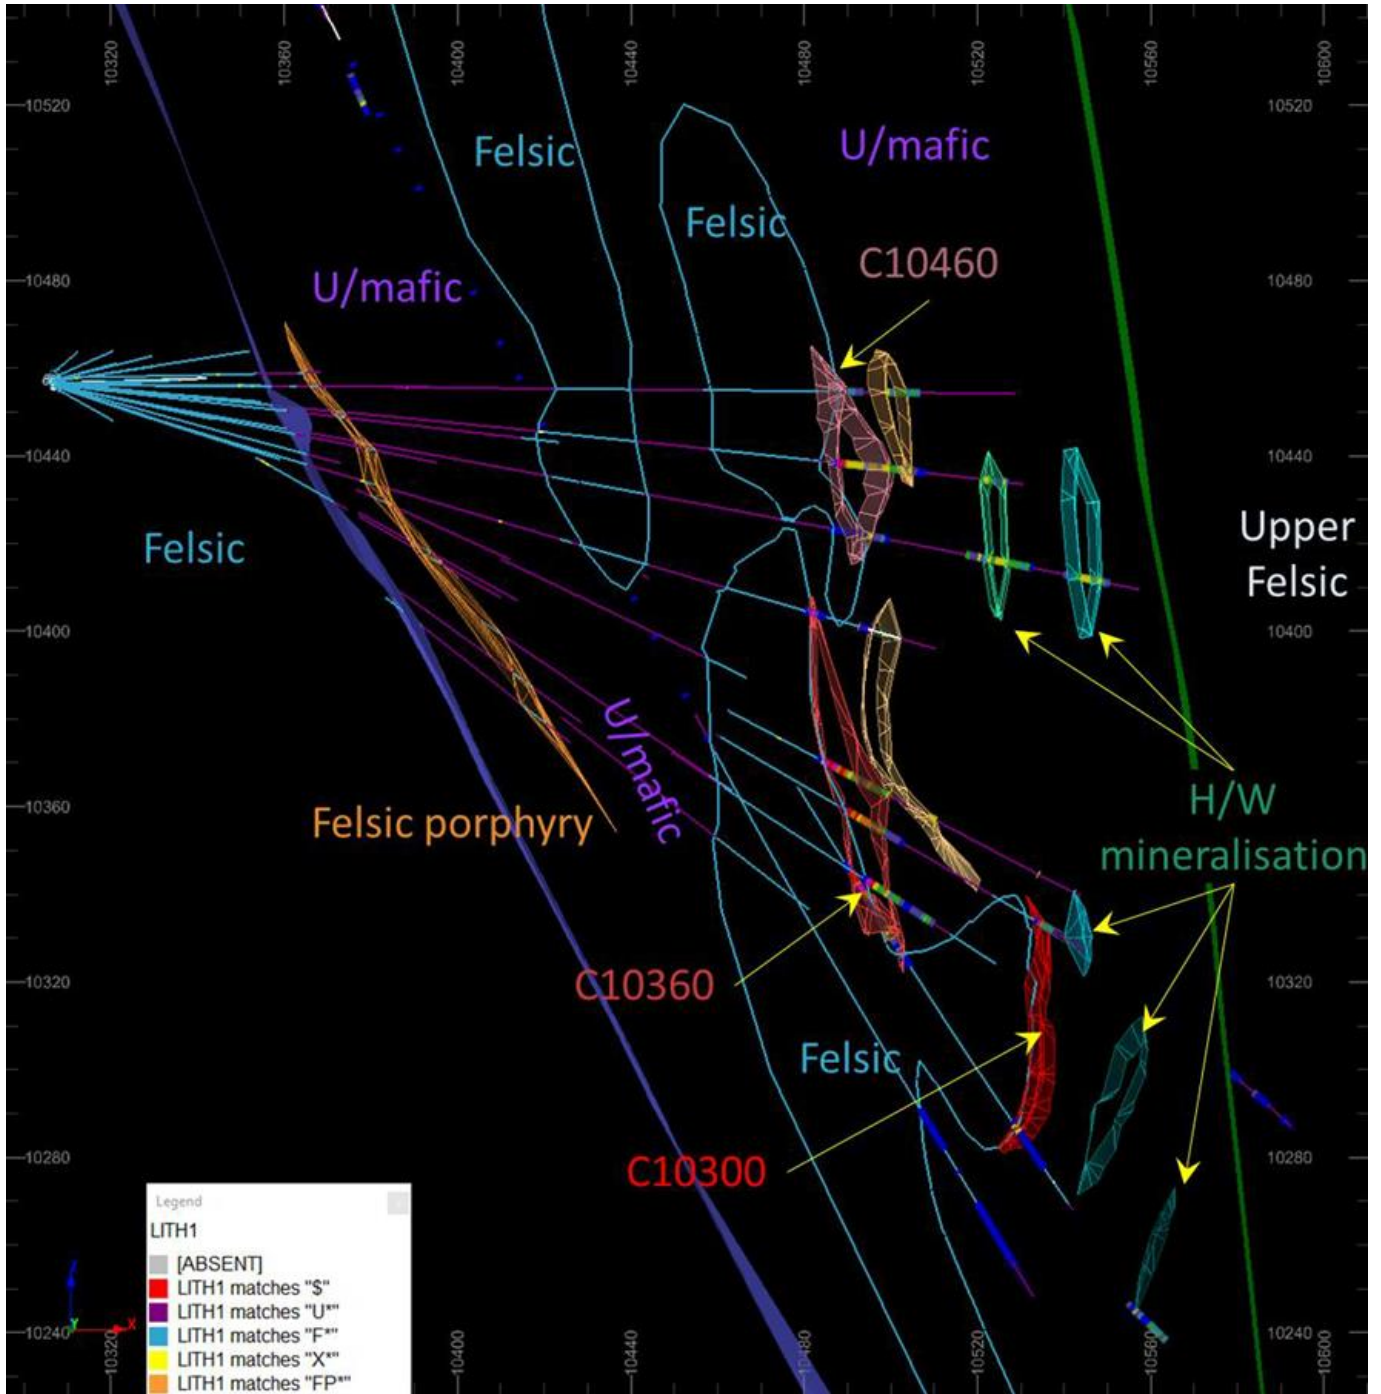 10320
10360
10400
10440
10480
10520
10560
10600
10520
10520
Felsic
U/mafic
Felsic
C10460
10480
U/mafic
10480
10440
10440
Upper
Felsic
Felsic
10400
10400
U/mafic
10360
10360
Felsic porphyry
H/W
mineralisation
10320
C10360
10320
Felsic
10280
C10300
10280
Legend
LITH1
[ABSENT]
LITH1 matches "$"
LITH1 matches "U*"
LITH1 matches "F*"
LITH1 matches "X*"
LITH1 matches "FP*"
Y
X
10240
10240
10320
10400
10440
10480
10520
10560
10600